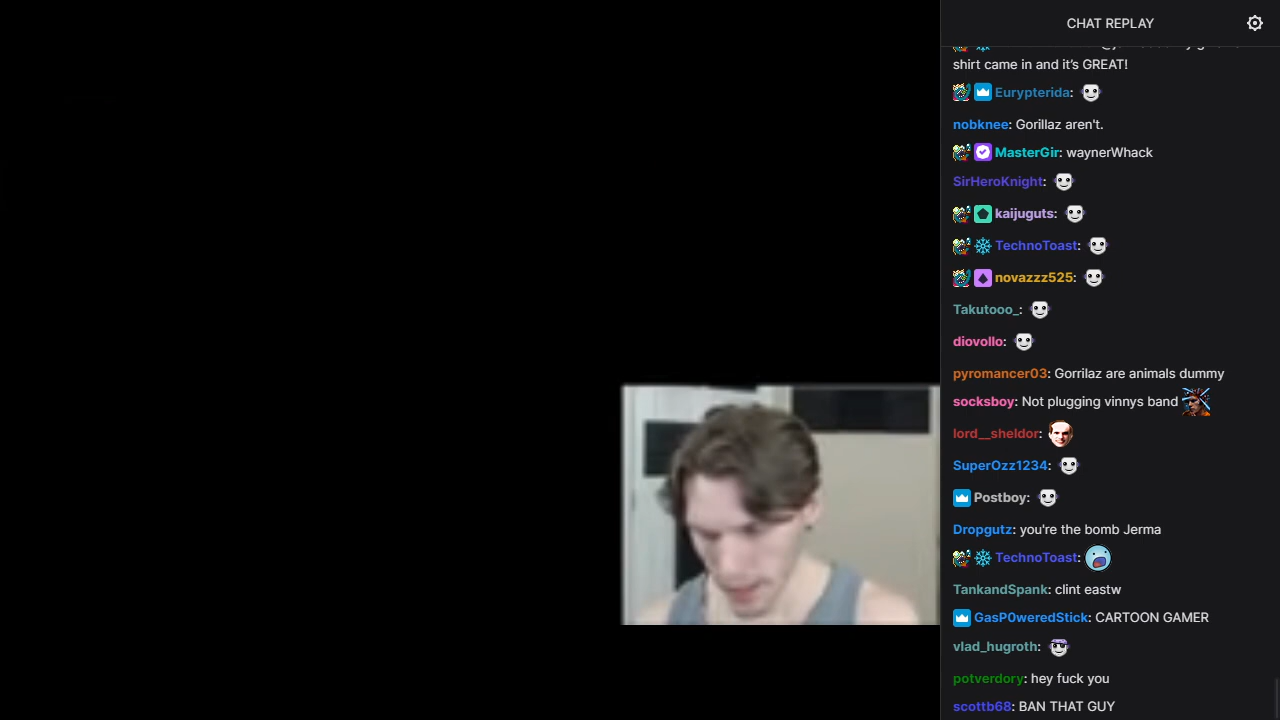 CHAT REPLAY
shirt came in and it's GREAT!
Eurypterida:
nobknee: Gorillaz aren't.
MasterGir: waynerWhack
SirHeroKnight:
kaijuguts:
TechnoToast:
novazzz525:
Takutooo_:
diovollo:
pyromancer03: Gorrilaz are animals dummy
socksboy: Not plugging vinnys band
lord__sheldor:
SuperOzz1234:
Postboy:
Dropgutz: you're the bomb Jerma
TechnoToast:
TankandSpank: clint eastw
GasP0weredStick: CARTOON GAMER
vlad_hugroth:
potverdory: hey fuck you
scottb68: BAN THAT GUY